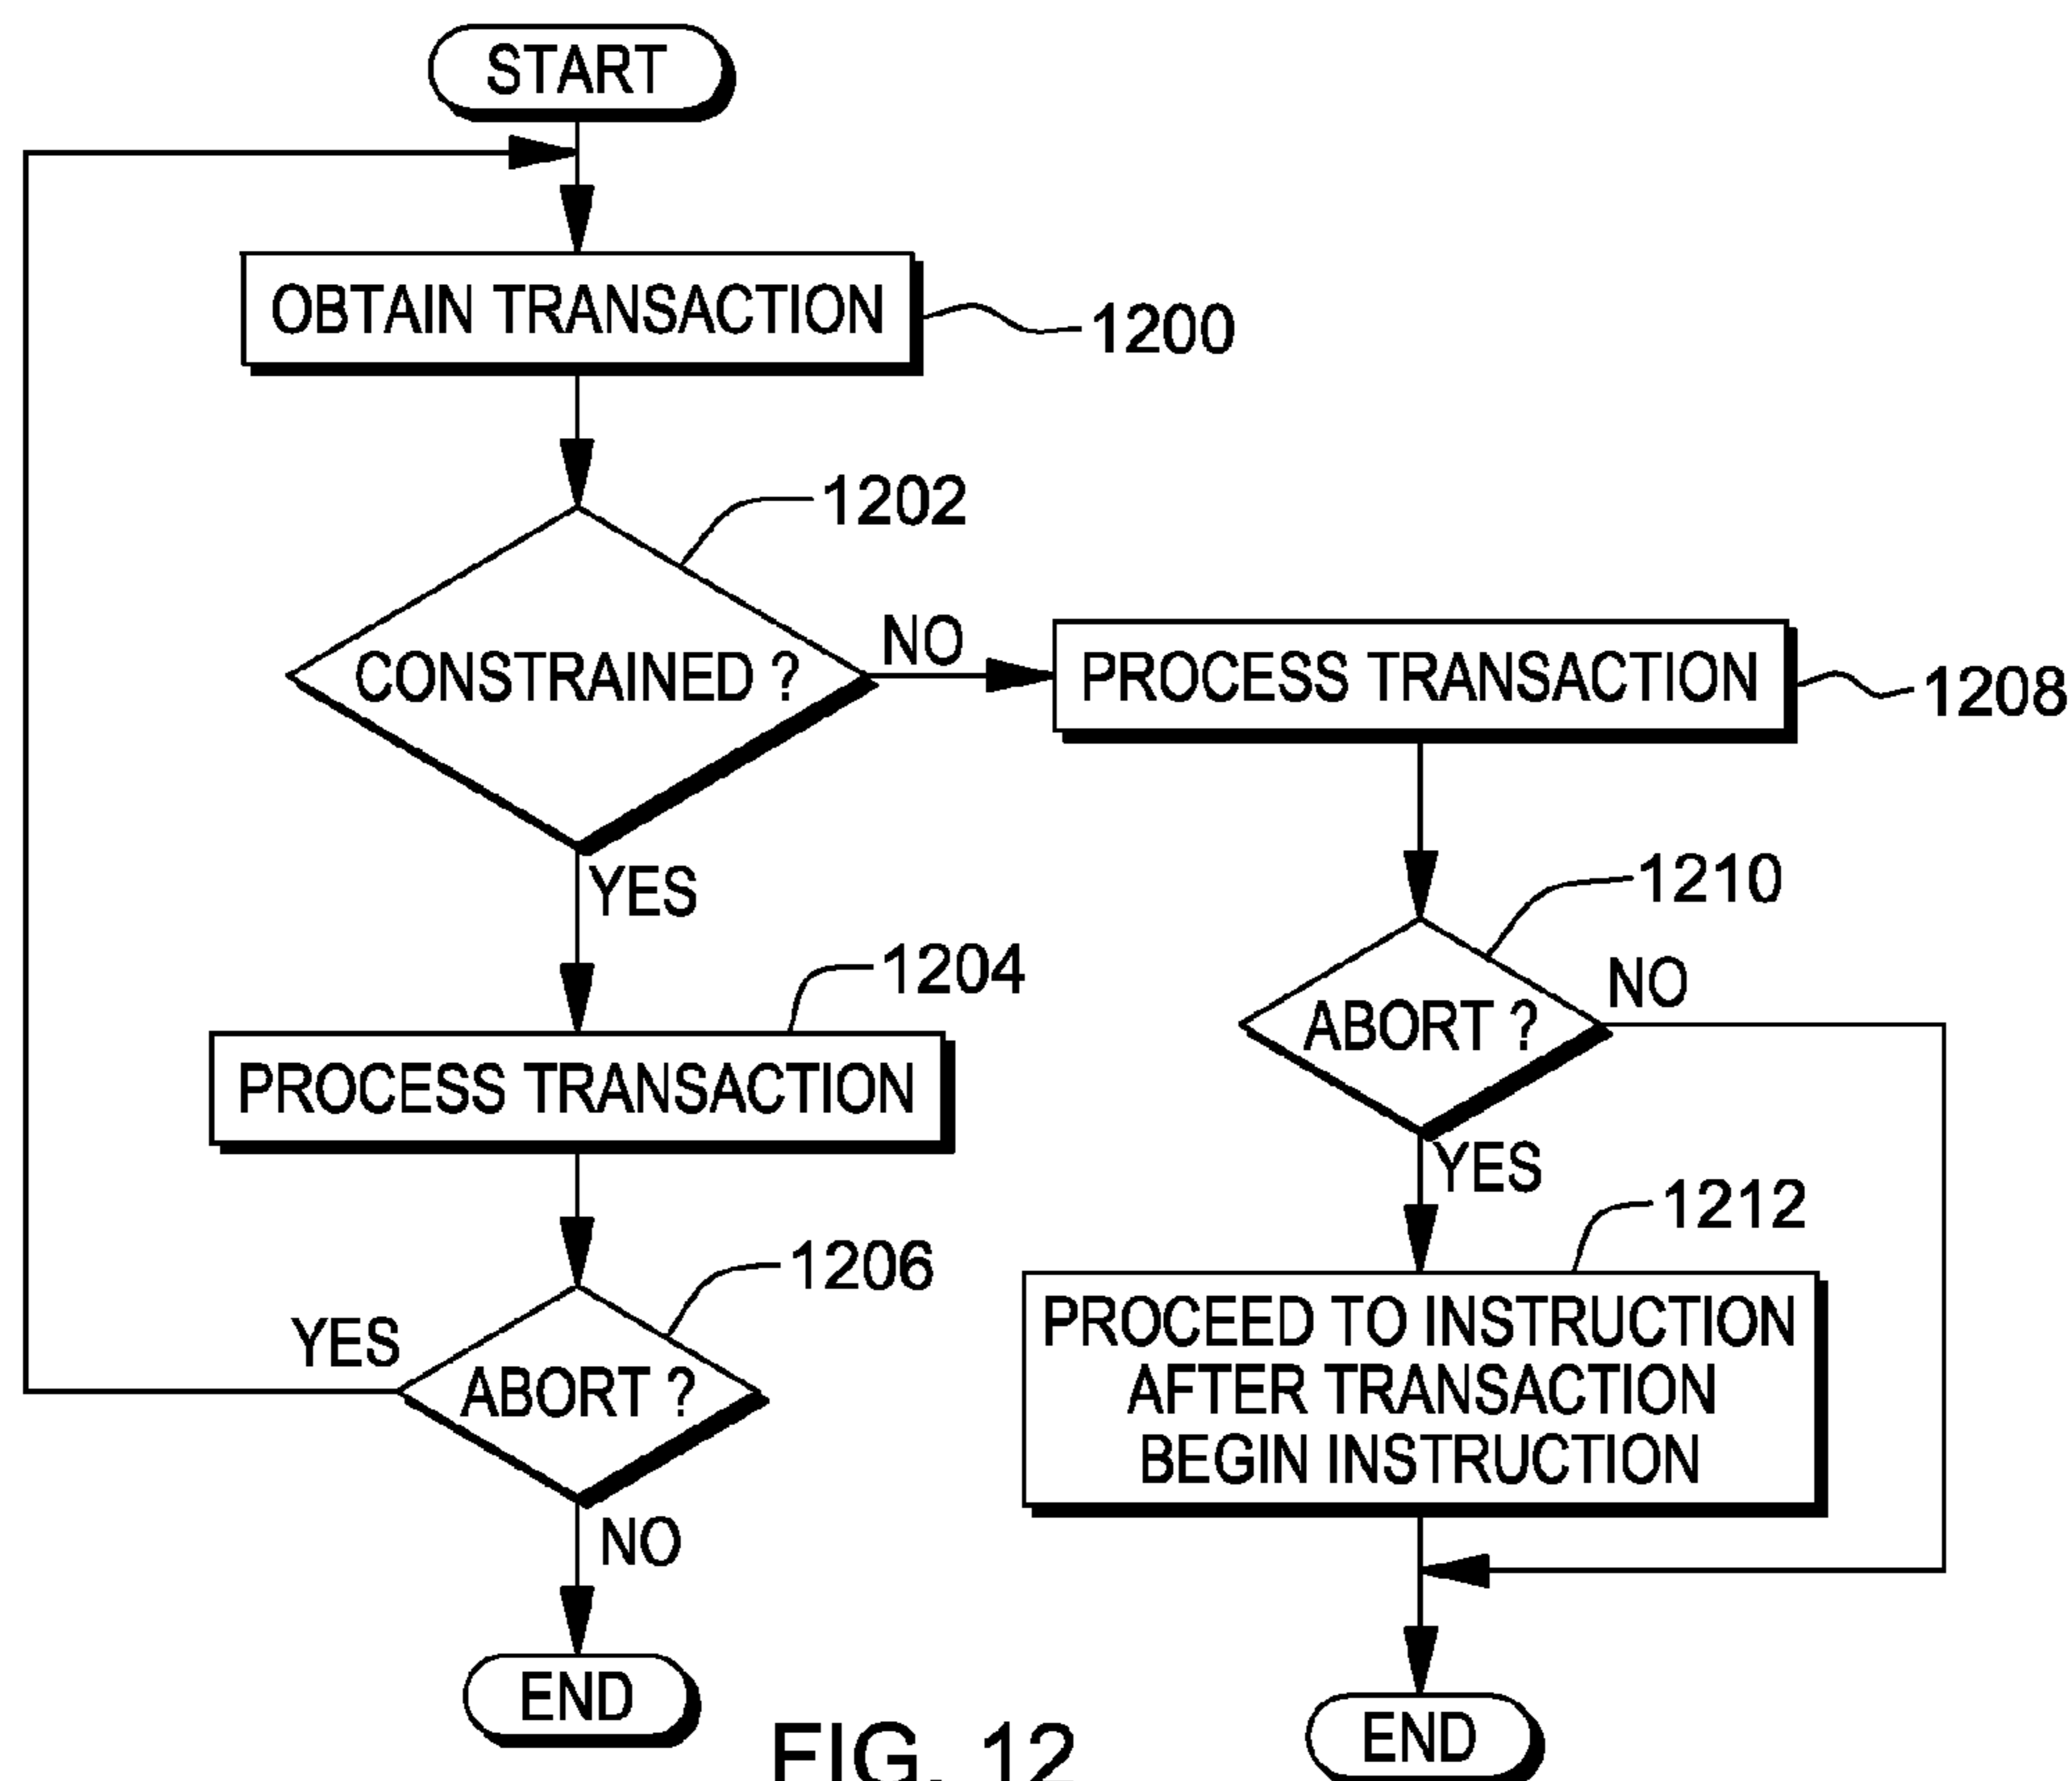 START
OBTAIN TRANSACTION
1200
1202
CONSTRAINED ?
NO
YES
PROCESS TRANSACTION
1208
1204
PROCESS TRANSACTION
1206
ABORT ?
YES
NO
END
1210
ABORT ?
NO
YES
1212
PROCEED TO INSTRUCTION
AFTER TRANSACTION
BEGIN INSTRUCTION
END
FIG. 12